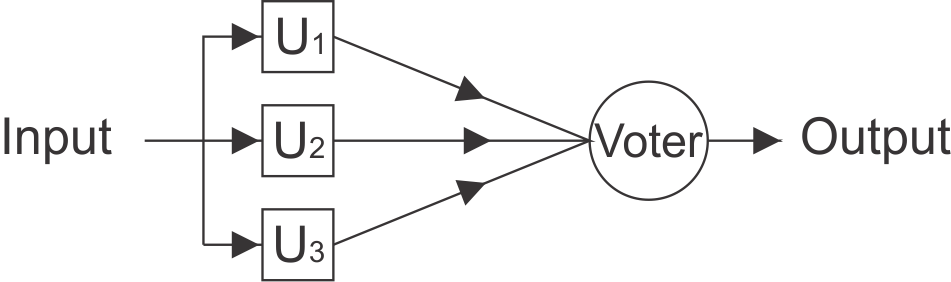 U1
Input
U2
Voter
Output
U3